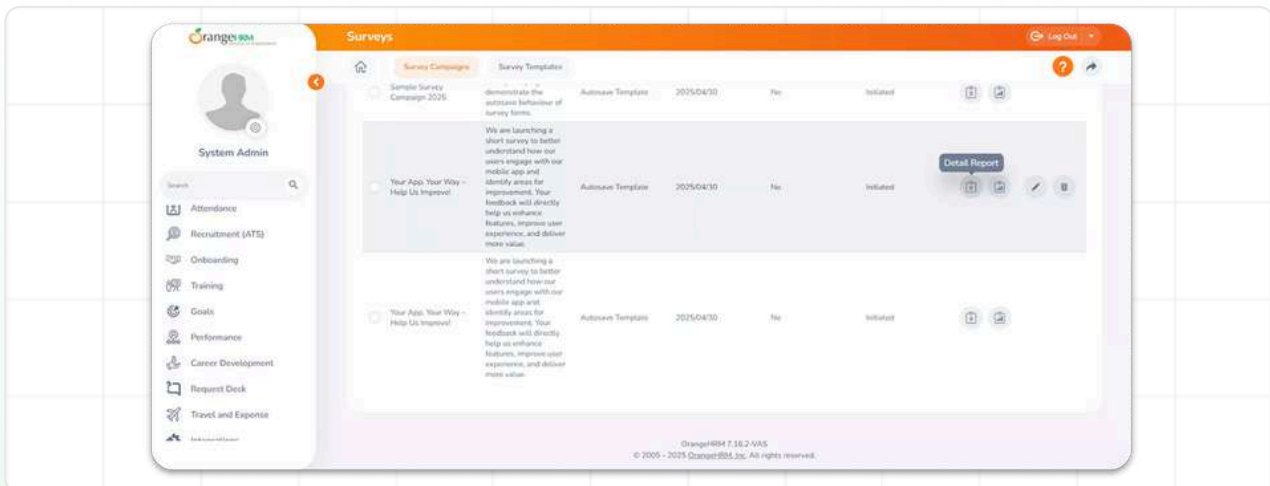 OrangeHRM
Surveys
Log Out
Survey Campaigns
Survey Templates
?
System Admin
Search
Attendance
Recruitment (ATS)
Onboarding
Training
Goals
Performance
Career Development
Request Desk
Travel and Expense
Integrations
Sample Survey
Campaign 2025
demonstrate the
autosave behaviour of
survey forms.
Autosave Template
2025/04/30
No
Initiated
Your App, Your Way –
Help Us Improve!
We are launching a
short survey to better
understand how our
users engage with our
mobile app and
identify areas for
improvement. Your
feedback will directly
help us enhance
features, improve user
experience, and deliver
more value.
Autosave Template
2025/04/30
No
Initiated
Detail Report
Your App, Your Way –
Help Us Improve!
We are launching a
short survey to better
understand how our
users engage with our
mobile app and
identify areas for
improvement. Your
feedback will directly
help us enhance
features, improve user
experience, and deliver
more value.
Autosave Template
2025/04/30
No
Initiated
OrangeHRM 7.16.2-VAS
© 2005 - 2025 OrangeHRM, Inc. All rights reserved.